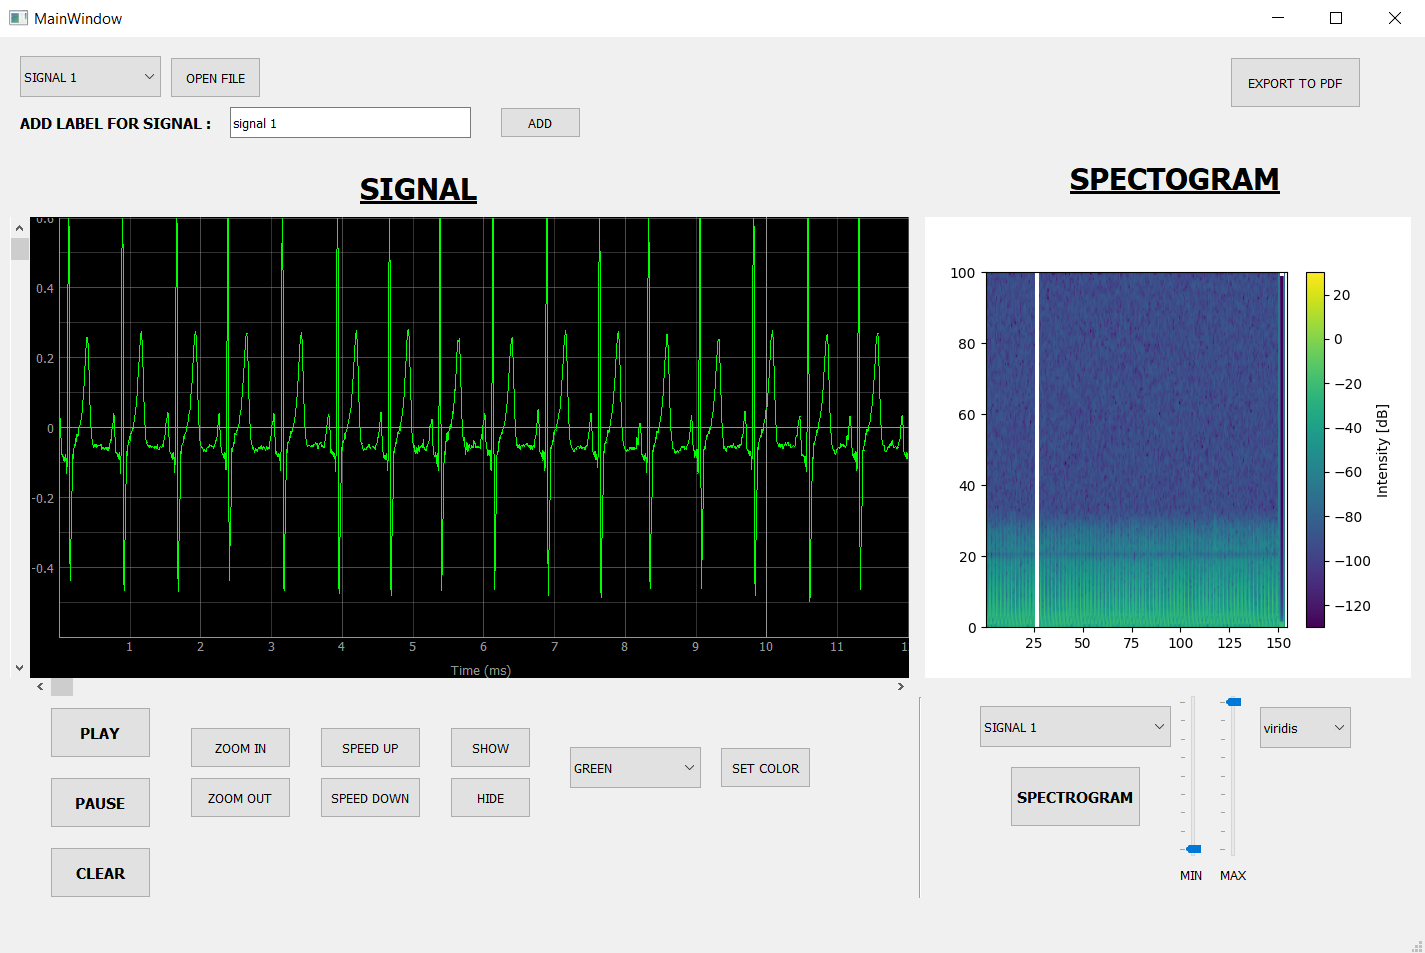 MainWindow
SIGNAL 1
OPEN FILE
EXPORT TO PDF
ADD LABEL FOR SIGNAL :
signal 1
ADD
SIGNAL
SPECTOGRAM
0.6
0.4
0.2
0
-0.2
-0.4
1 2 3 4 5 6 7 8 9 10 11
Time (ms)
100
80
60
40
20
0
25 50 75 100 125 150
20
0
−20
−40
−60
−80
−100
−120
Intensity [dB]
PLAY
PAUSE
CLEAR
ZOOM IN
ZOOM OUT
SPEED UP
SPEED DOWN
SHOW
HIDE
GREEN
SET COLOR
SIGNAL 1
SPECTROGRAM
MIN
MAX
viridis